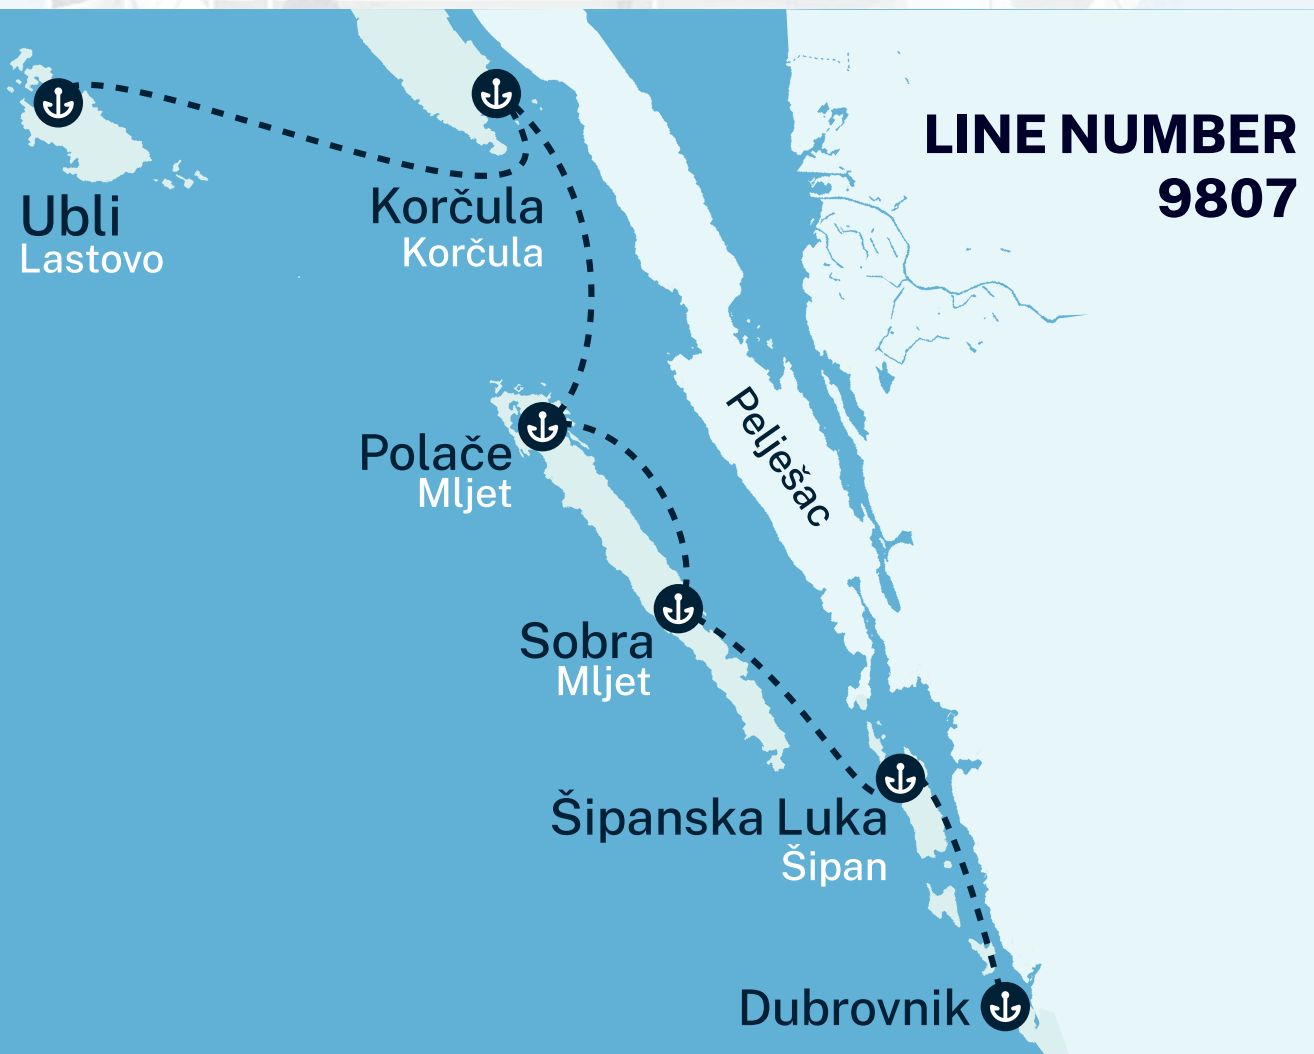 LINE NUMBER
9807
Ubli
Lastovo
Korčula
Korčula
Pelješac
Polače
Mljet
Sobra
Mljet
Šipanska Luka
Šipan
Dubrovnik